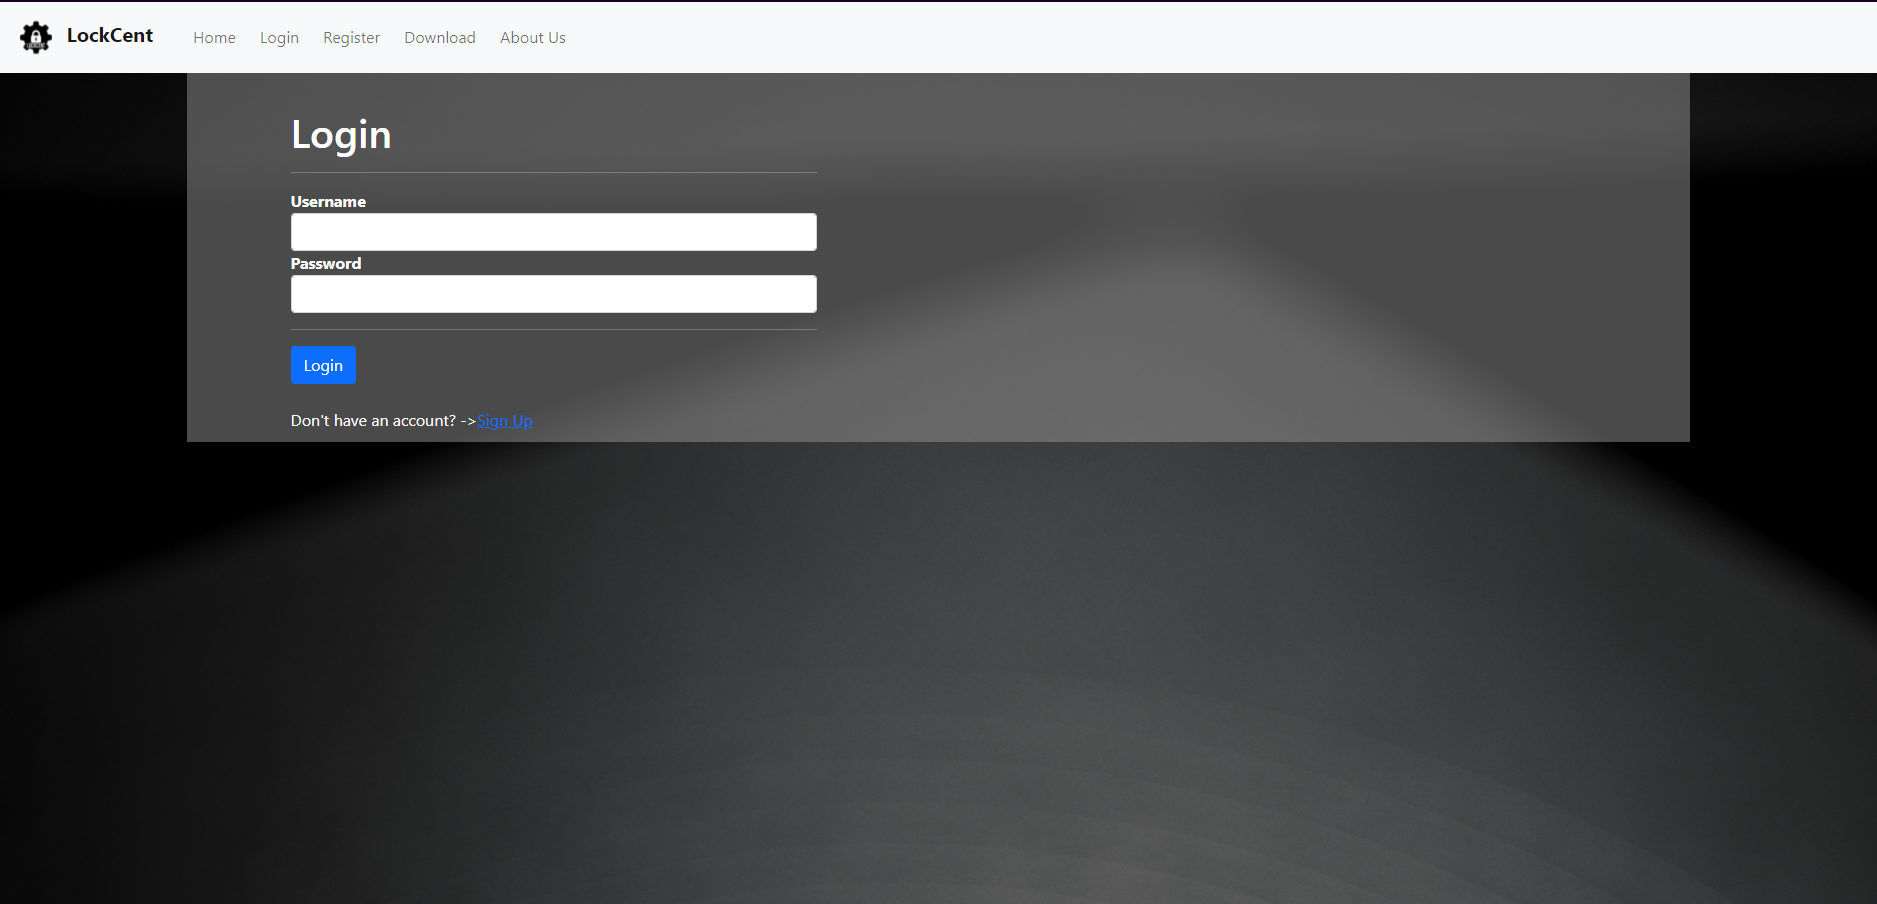 LockCent Home Login Register Download About Us
Login
Username
Password
Login
Don't have an account? ->Sign Up